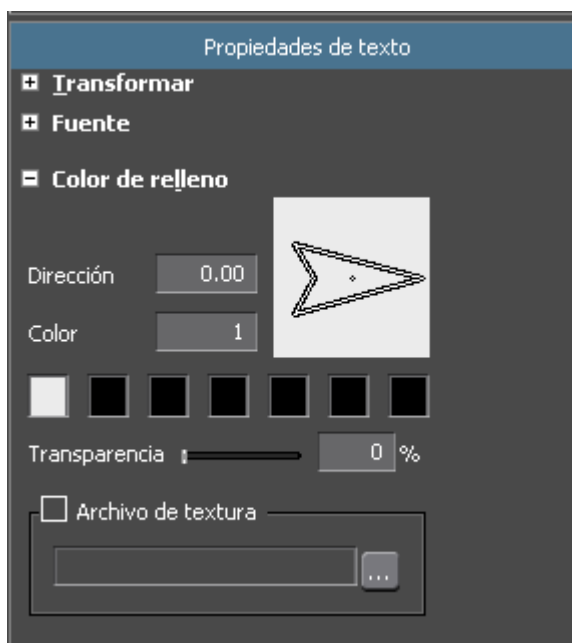 Propiedades de texto
Transformar
Fuente
Color de relleno
Dirección 0.00
Color 1
Transparencia 0 %
Archivo de textura
...